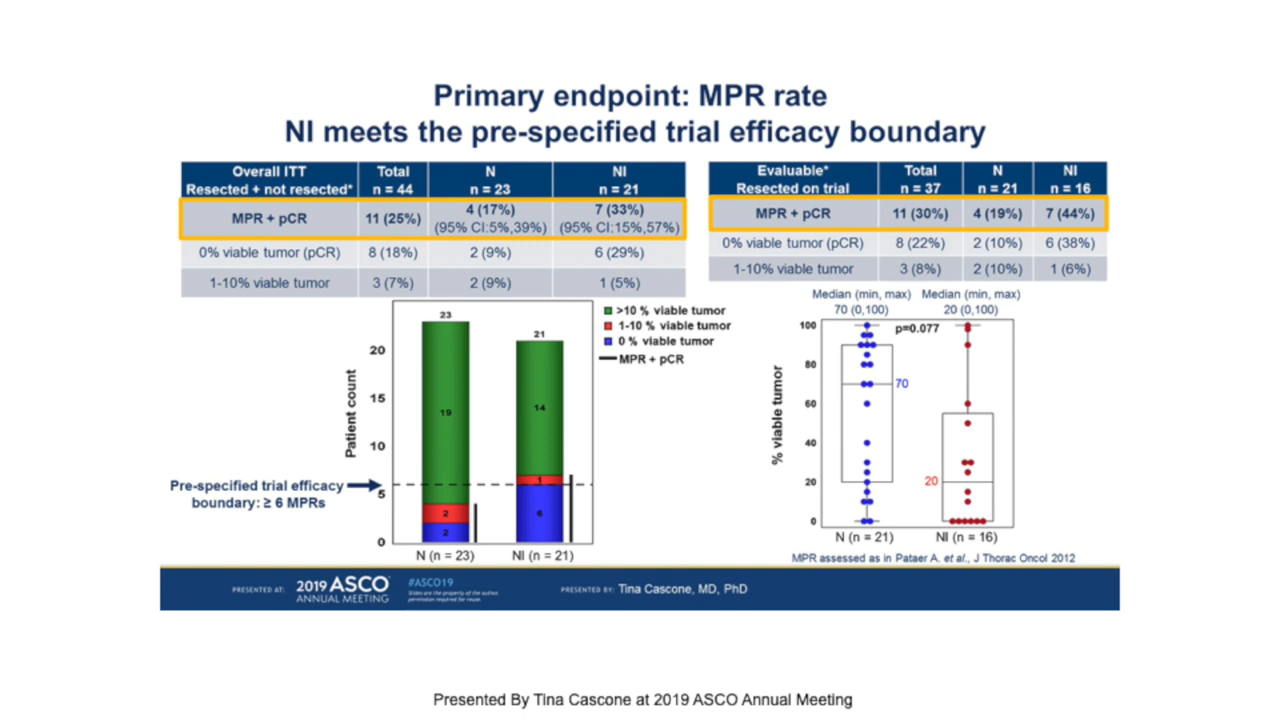 Primary endpoint: MPR rate
NI meets the pre-specified trial efficacy boundary
Overall ITT Total N NI
Resected + not resected* n = 44 n = 23 n = 21
MPR + pCR 11 (25%) 4 (17%) 7 (33%)
(95% CI:5%,39%) (95% CI:15%,57%)
0% viable tumor (pCR) 8 (18%) 2 (9%) 6 (29%)
1-10% viable tumor 3 (7%) 2 (9%) 1 (5%)
Evaluable* Total N NI
Resected on trial n = 37 n = 21 n = 16
MPR + pCR 11 (30%) 4 (19%) 7 (44%)
0% viable tumor (pCR) 8 (22%) 2 (10%) 6 (38%)
1-10% viable tumor 3 (8%) 2 (10%) 1 (6%)
Patient count
20
15
10
5
0
23
19
2
2
21
14
1
6
N (n = 23) NI (n = 21)
>10 % viable tumor
1-10 % viable tumor
0 % viable tumor
MPR + pCR
Pre-specified trial efficacy
boundary: ≥ 6 MPRs
Median (min, max) Median (min, max)
70 (0,100) 20 (0,100)
% viable tumor
100
80
60
40
20
0
p=0.077
70
20
N (n = 21) NI (n = 16)
MPR assessed as in Pataer A. et al., J Thorac Oncol 2012
PRESENTED AT: 2019 ASCO
ANNUAL MEETING
#ASCO19
Slides are the property of the author,
permission required for reuse.
PRESENTED BY: Tina Cascone, MD, PhD
Presented By Tina Cascone at 2019 ASCO Annual Meeting